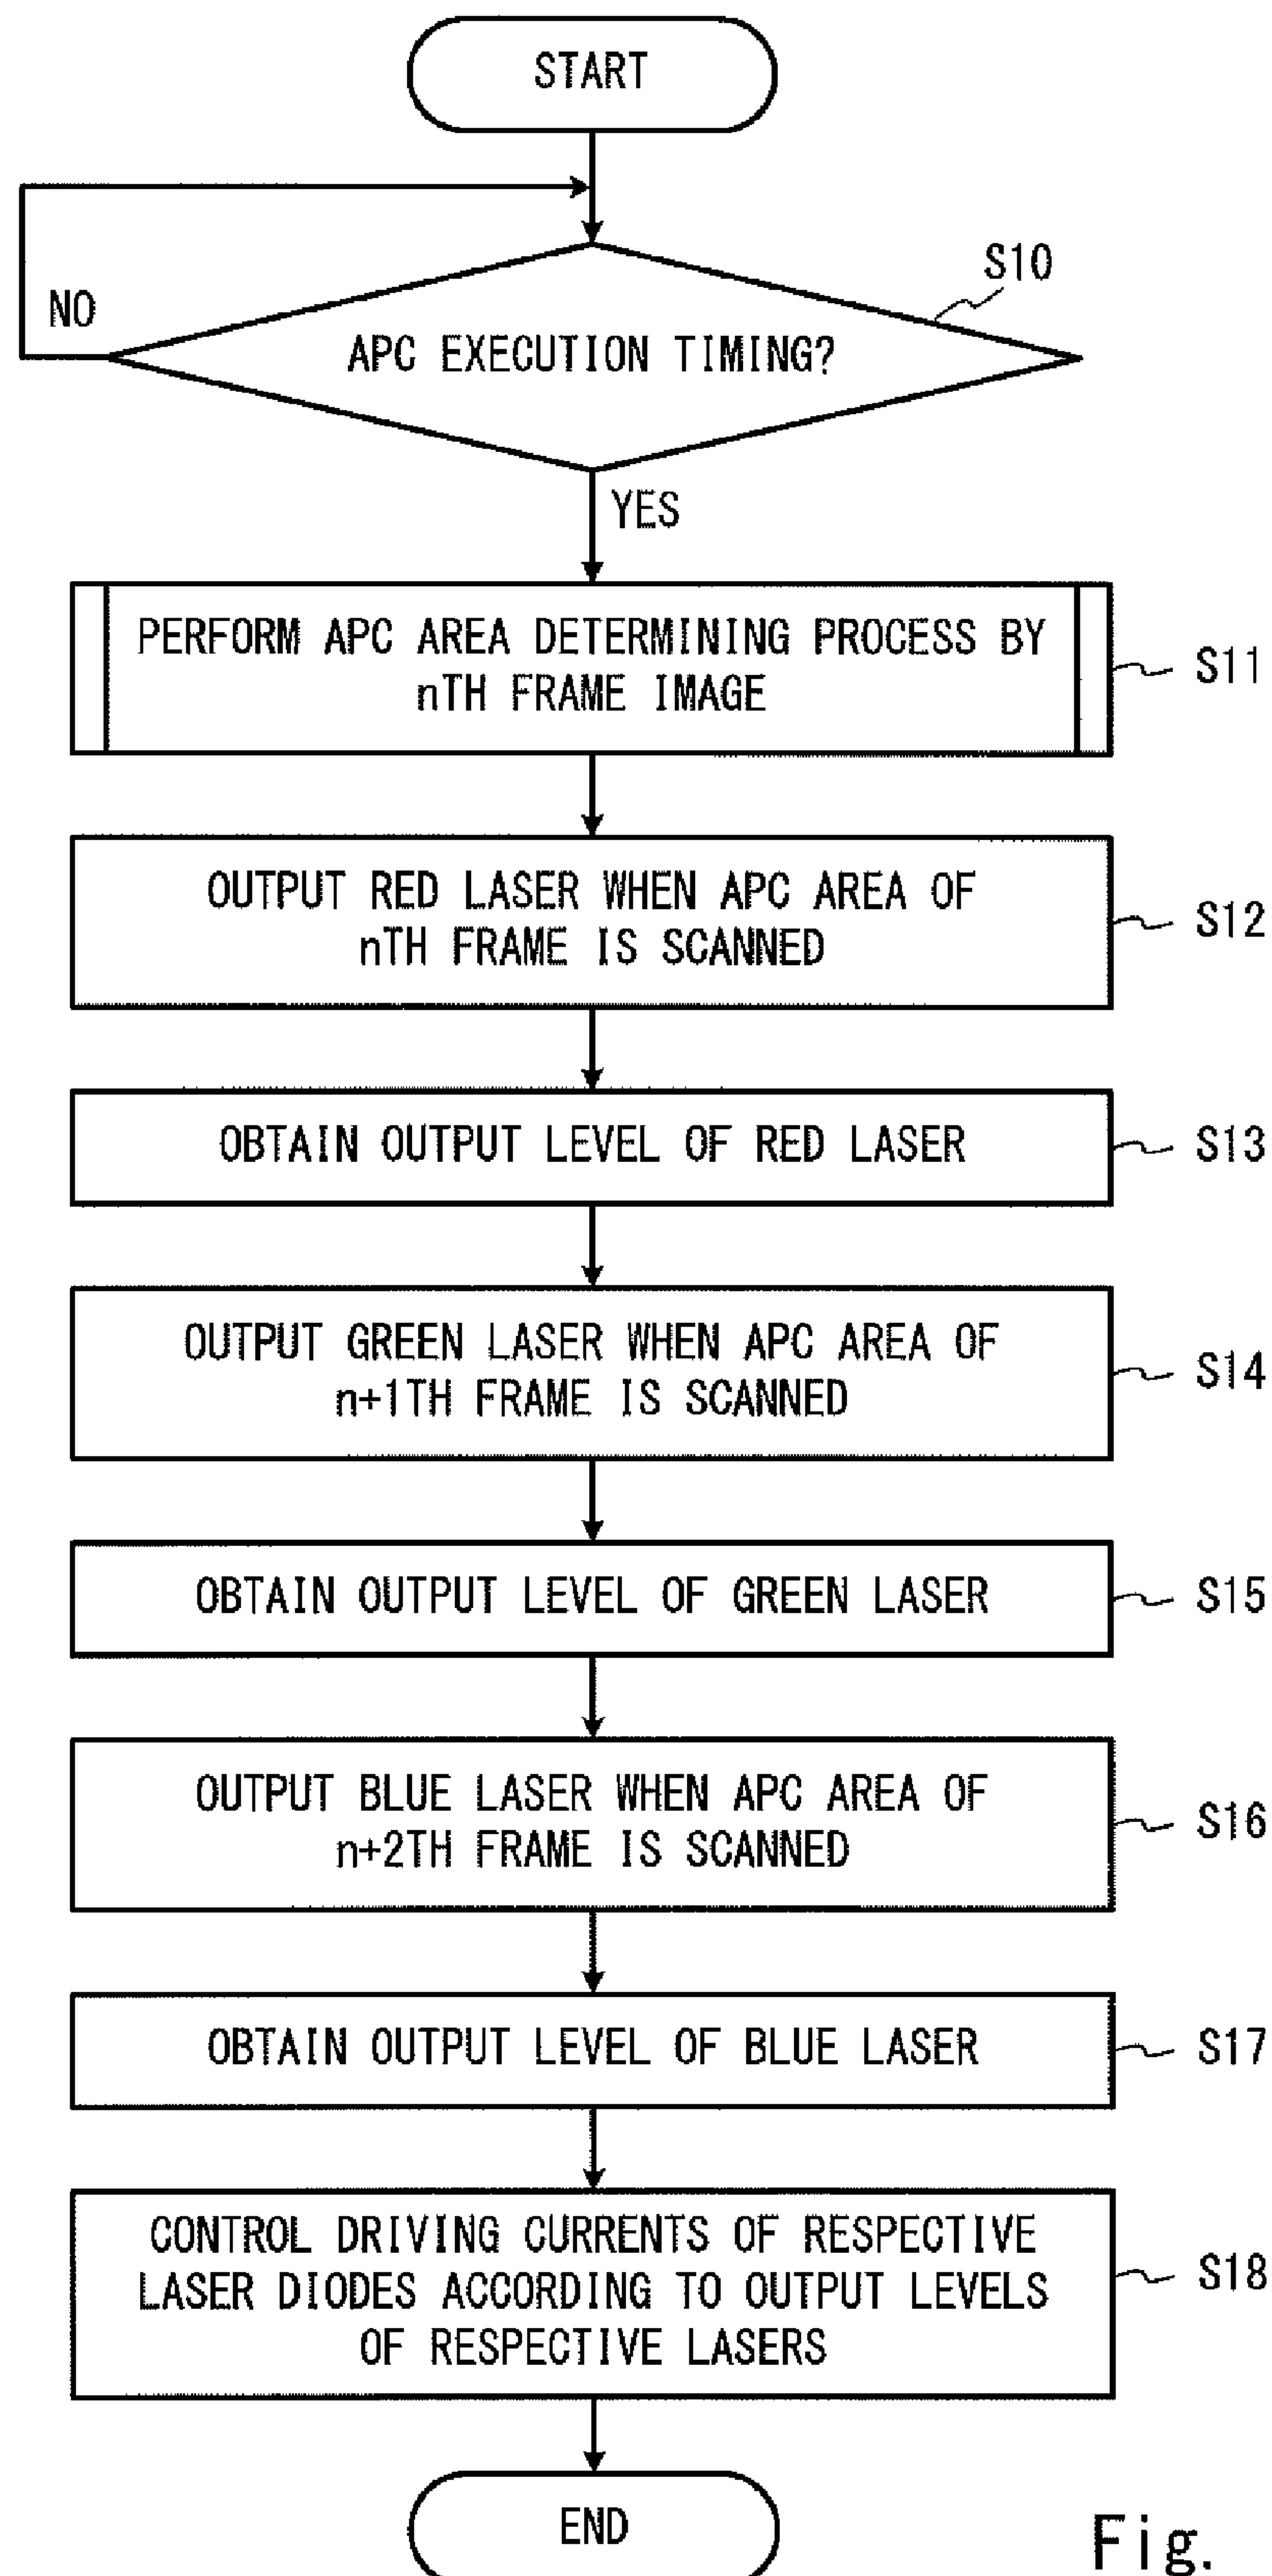 START
S10
NO
APC EXECUTION TIMING?
YES
PERFORM APC AREA DETERMINING PROCESS BY
nTH FRAME IMAGE
S11
OUTPUT RED LASER WHEN APC AREA OF
nTH FRAME IS SCANNED
S12
OBTAIN OUTPUT LEVEL OF RED LASER
S13
OUTPUT GREEN LASER WHEN APC AREA OF
n+1TH FRAME IS SCANNED
S14
OBTAIN OUTPUT LEVEL OF GREEN LASER
S15
OUTPUT BLUE LASER WHEN APC AREA OF
n+2TH FRAME IS SCANNED
S16
OBTAIN OUTPUT LEVEL OF BLUE LASER
S17
CONTROL DRIVING CURRENTS OF RESPECTIVE
LASER DIODES ACCORDING TO OUTPUT LEVELS
OF RESPECTIVE LASERS
S18
END
Fig.